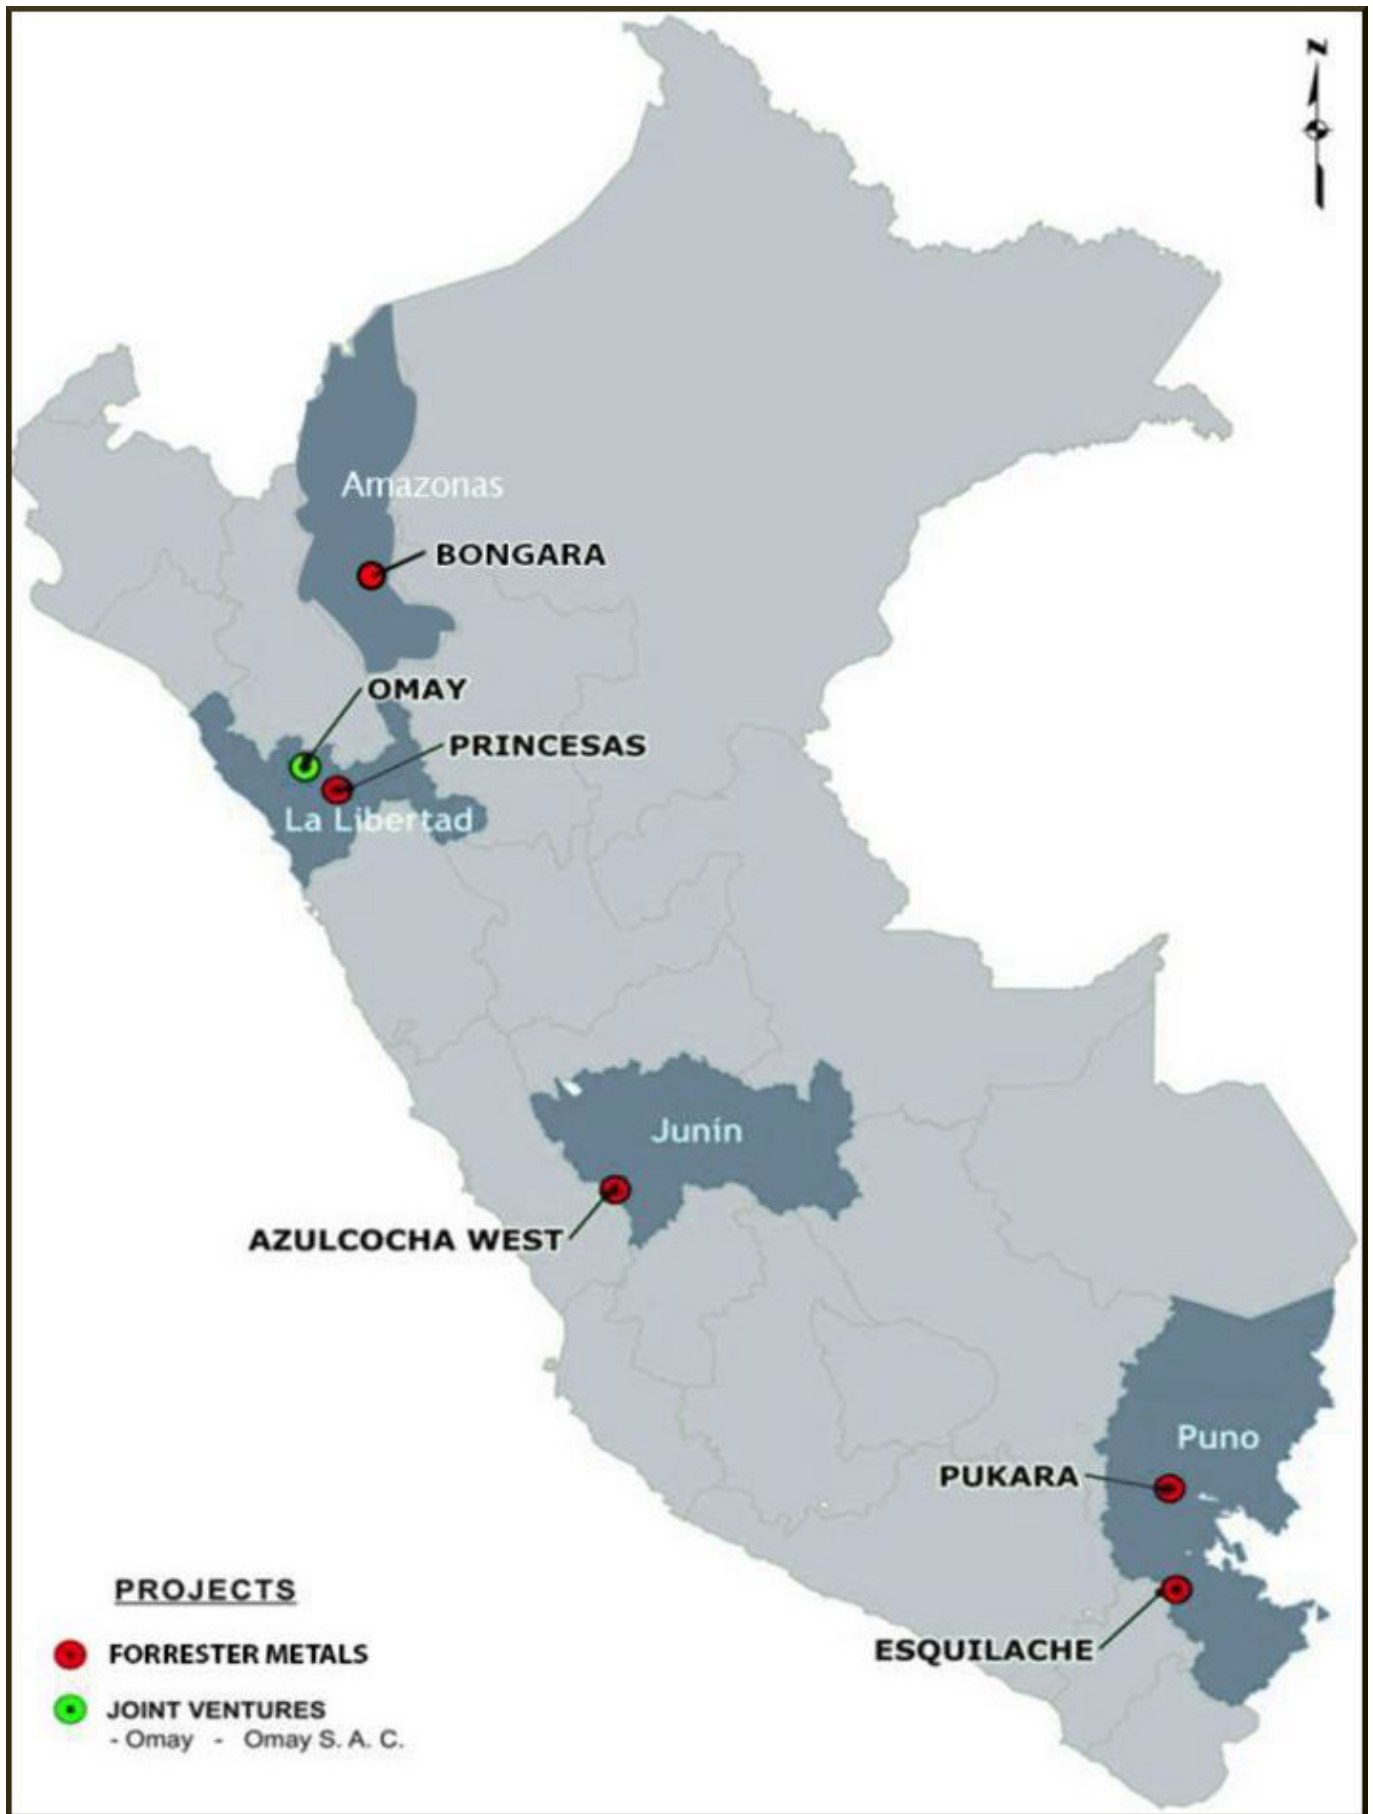 N
Amazonas
BONGARA
OMAY
PRINCESAS
La Libertad
Junín
AZULCOCHA WEST
Puno
PUKARA
ESQUILACHE
PROJECTS
FORRESTER METALS
JOINT VENTURES
- Omay - Omay S. A. C.